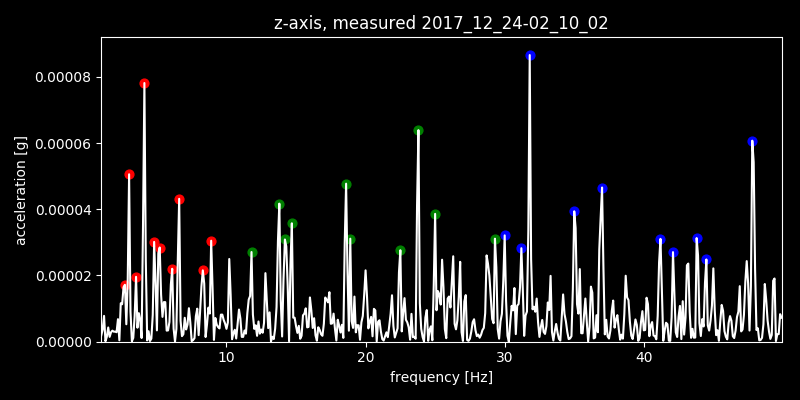 z-axis, measured 2017_12_24-02_10_02
0.00008
0.00006
0.00004
0.00002
0.00000
acceleration [g]
10 20 30 40
frequency [Hz]